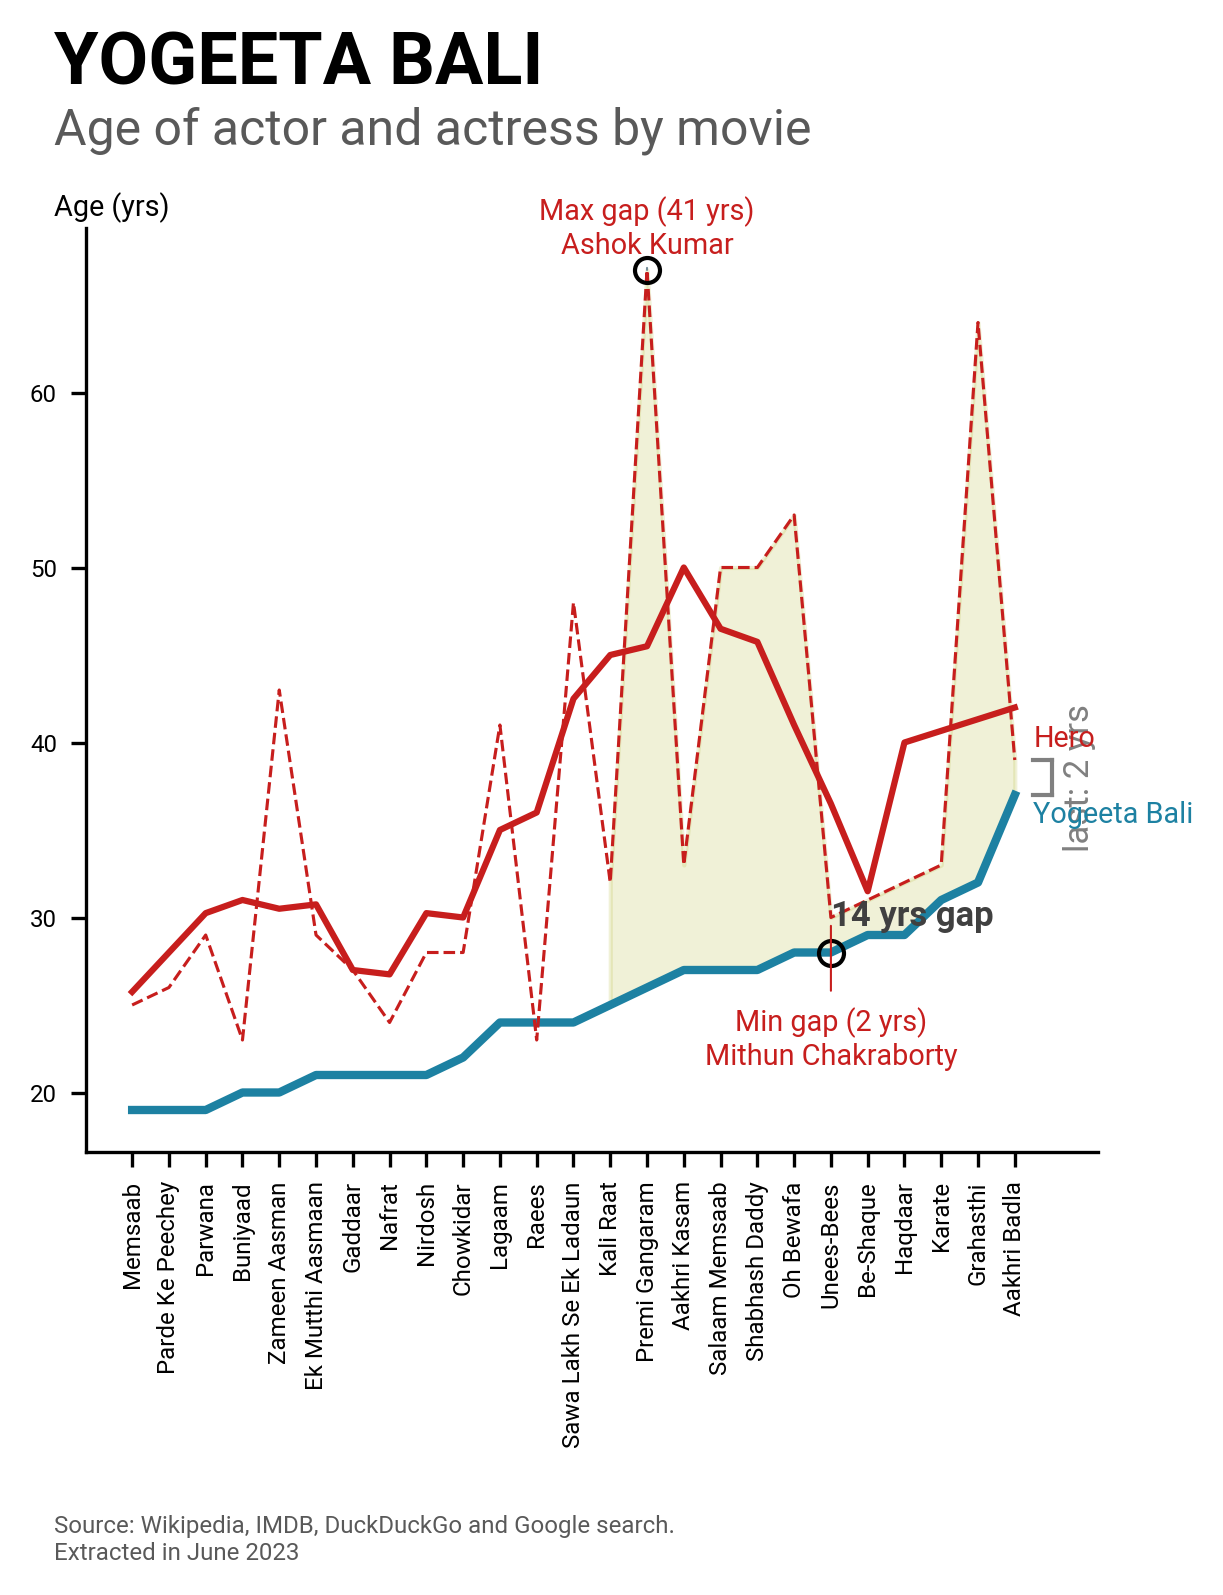 YOGEETA BALI
Age of actor and actress by movie
Age (yrs)
Max gap (41 yrs)
Ashok Kumar
60
50
40
30
20
Hero
last: 2 yrs
Yogeeta Bali
14 yrs gap
Min gap (2 yrs)
Mithun Chakraborty
Memsaab
Parde Ke Peechey
Parwana
Buniyaad
Zameen Aasman
Ek Mutthi Aasmaan
Gaddaar
Nafrat
Nirdosh
Chowkidar
Lagaam
Raees
Sawa Lakh Se Ek Ladaun
Kali Raat
Premi Gangaram
Aakhri Kasam
Salaam Memsaab
Shabhash Daddy
Oh Bewafa
Unees-Bees
Be-Shaque
Haqdaar
Karate
Grahasthi
Aakhri Badla
Source: Wikipedia, IMDB, DuckDuckGo and Google search.
Extracted in June 2023